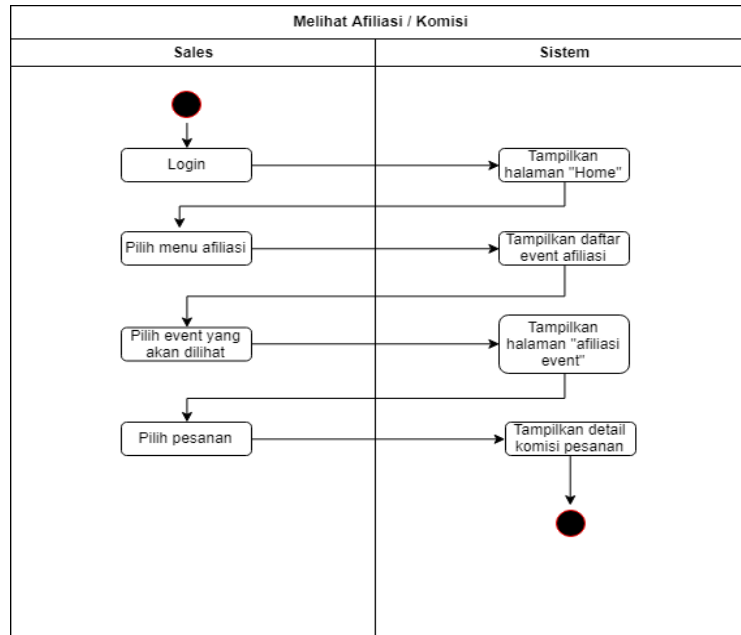 Melihat Afiliasi / Komisi
Sales
Sistem
Login
Tampilkan
halaman "Home"
Pilih menu afiliasi
Tampilkan daftar
event afiliasi
Pilih event yang
akan dilihat
Tampilkan
halaman "afiliasi
event"
Pilih pesanan
Tampilkan detail
komisi pesanan